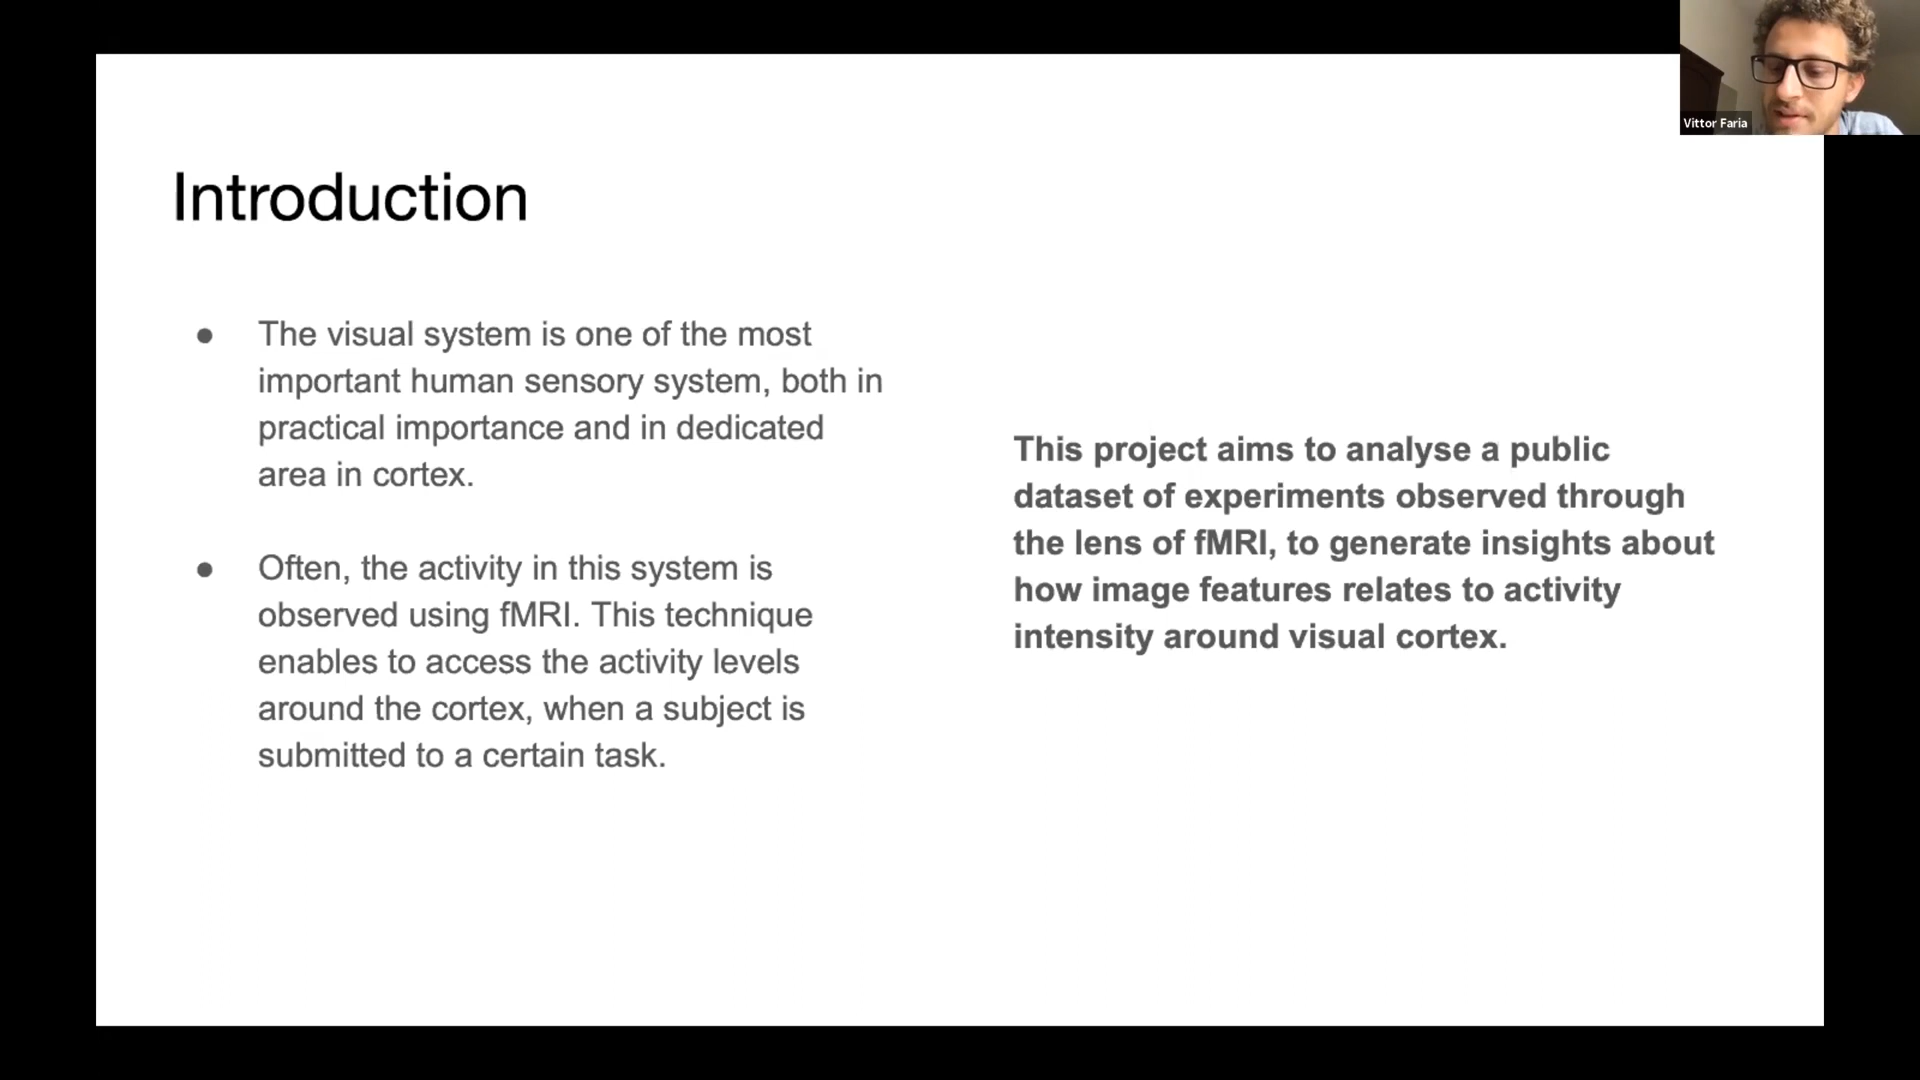 Vittor Faria
Introduction
● The visual system is one of the most
important human sensory system, both in
practical importance and in dedicated
area in cortex.
● Often, the activity in this system is
observed using fMRI. This technique
enables to access the activity levels
around the cortex, when a subject is
submitted to a certain task.
This project aims to analyse a public
dataset of experiments observed through
the lens of fMRI, to generate insights about
how image features relates to activity
intensity around visual cortex.